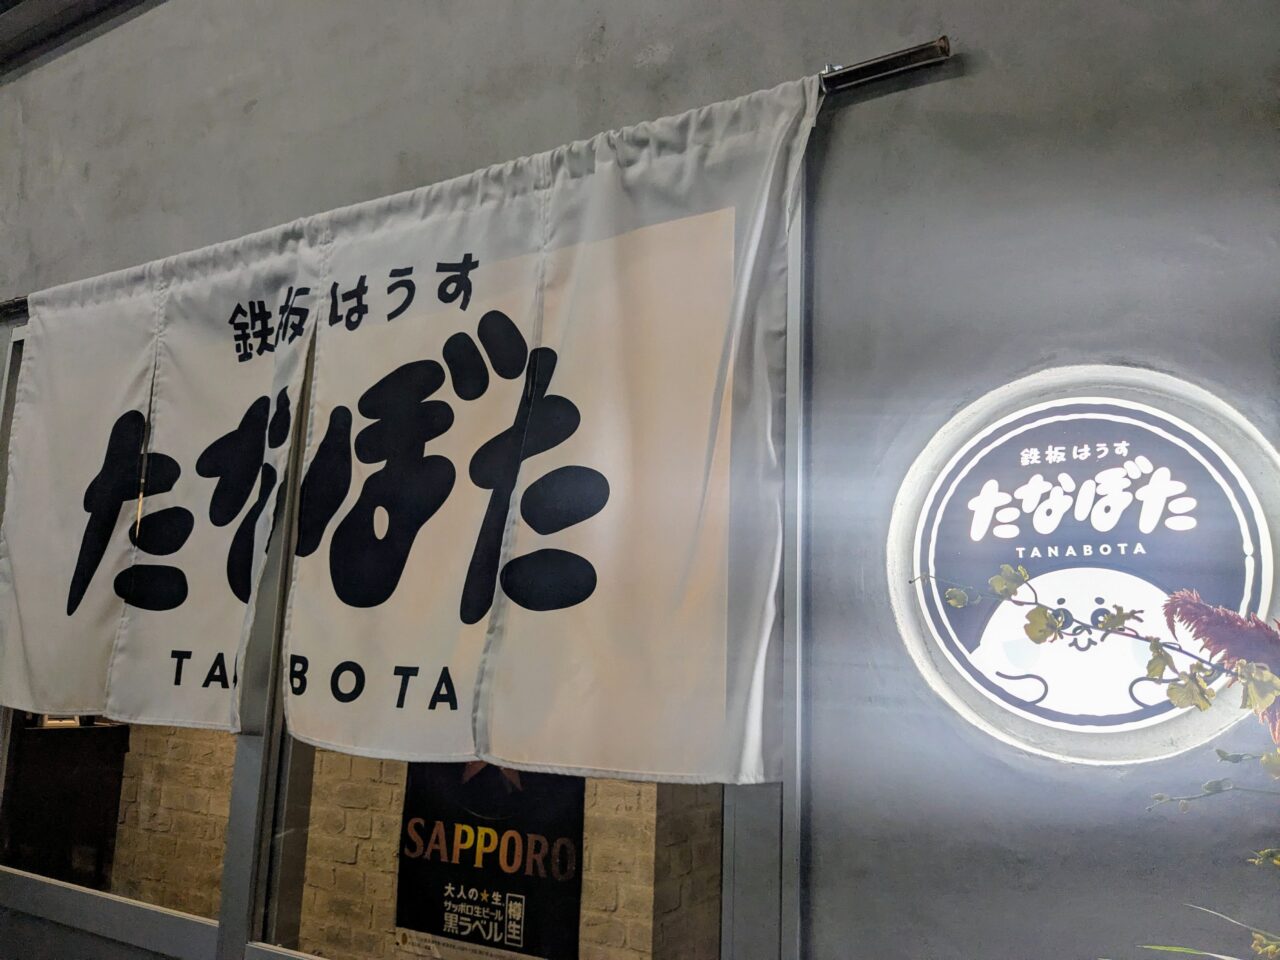 鉄板はうす
たなぼた
TANABOTA
鉄板はうす
たなぼた
TANABOTA
SAPPORO
大人の★生
サッポロ生ビール
黒ラベル
樽生